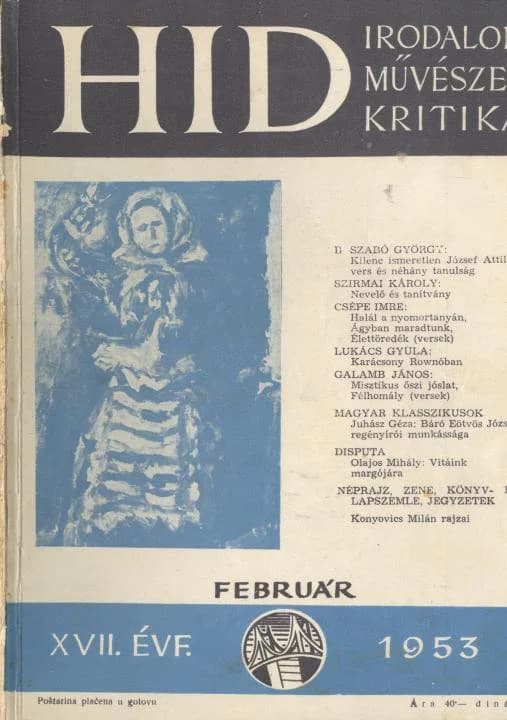 HID
IRODALO
MŰVÉSZE
KRITIKA
B. SZABÓ GYÖRGY:
Kilenc ismeretlen József Attil
vers és néhány tanulság
SZIRMAI KÁROLY:
Nevelő és tanítvány
CSÉPE IMRE:
Halál a nyomortanyán,
Ágyban maradtunk,
Élettöredék (versek)
LUKÁCS GYULA:
Karácsony Rownóban
GALAMB JÁNOS:
Misztikus őszi jóslat,
Félhomály (versek)
MAGYAR KLASSZIKUSOK
Juhász Géza: Báró Eötvös Józs
regényírói munkássága
DISPUTA
Olajos Mihály: Vitáink
margójára
NÉPRAJZ, ZENE, KÖNYV-
LAPSZEMLE, JEGYZETEK
Konyovics Milán rajzai
FEBRUÁR
XVII. ÉVF.
1953
Poštarina plaćena u gotovu
Ára 40·— diná